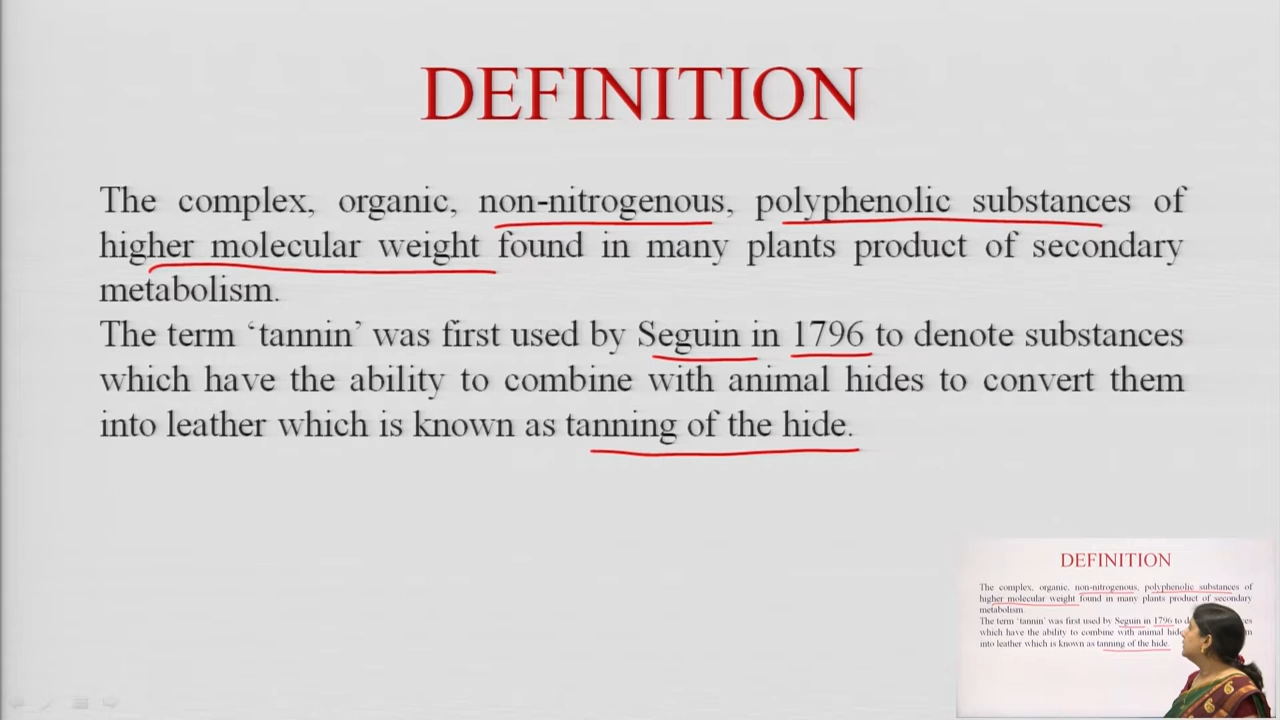 DEFINITION
The complex, organic, non-nitrogenous, polyphenolic substances of
higher molecular weight found in many plants product of secondary
metabolism.
The term ‘tannin’ was first used by Seguin in 1796 to denote substances
which have the ability to combine with animal hides to convert them
into leather which is known as tanning of the hide.
DEFINITION
The complex, organic, non-nitrogenous, polyphenolic substances of
higher molecular weight found in many plants product of secondary
metabolism.
The term ‘tannin’ was first used by Seguin in 1796 to
which have the ability to combine with animal
into leather which is known as tanning of the hide.